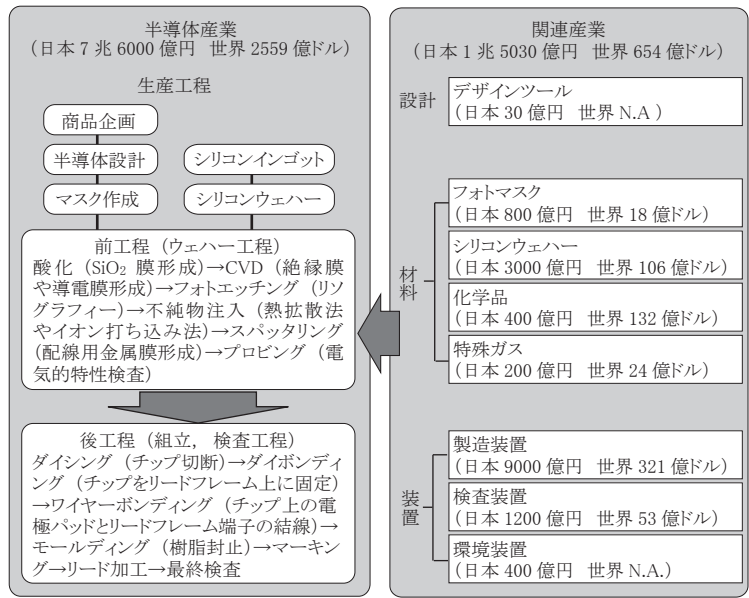 半導体産業
（日本 7 兆 6000 億円　世界 2559 億ドル）
生産工程
商品企画
半導体設計
マスク作成
シリコンインゴット
シリコンウェハー
前工程（ウェハー工程）
酸化（SiO₂ 膜形成）→CVD（絶縁膜
や導電膜形成）→フォトエッチング（リソ
グラフィー）→不純物注入（熱拡散法
やイオン打ち込み法）→スパッタリング
（配線用金属膜形成）→プロビング（電
気的特性検査）
後工程（組立，検査工程）
ダイシング（チップ切断）→ダイボンディ
ング（チップをリードフレーム上に固定）
→ワイヤーボンディング（チップ上の電
極パッドとリードフレーム端子の結線）→
モールディング（樹脂封止）→マーキン
グ→リード加工→最終検査
関連産業
（日本 1 兆 5030 億円　世界 654 億ドル）
設計
デザインツール
（日本 30 億円　世界 N.A ）
材料
フォトマスク
（日本 800 億円　世界 18 億ドル）
シリコンウェハー
（日本 3000 億円　世界 106 億ドル）
化学品
（日本 400 億円　世界 132 億ドル）
特殊ガス
（日本 200 億円　世界 24 億ドル）
装置
製造装置
（日本 9000 億円　世界 321 億ドル）
検査装置
（日本 1200 億円　世界 53 億ドル）
環境装置
（日本 400 億円　世界 N.A.）